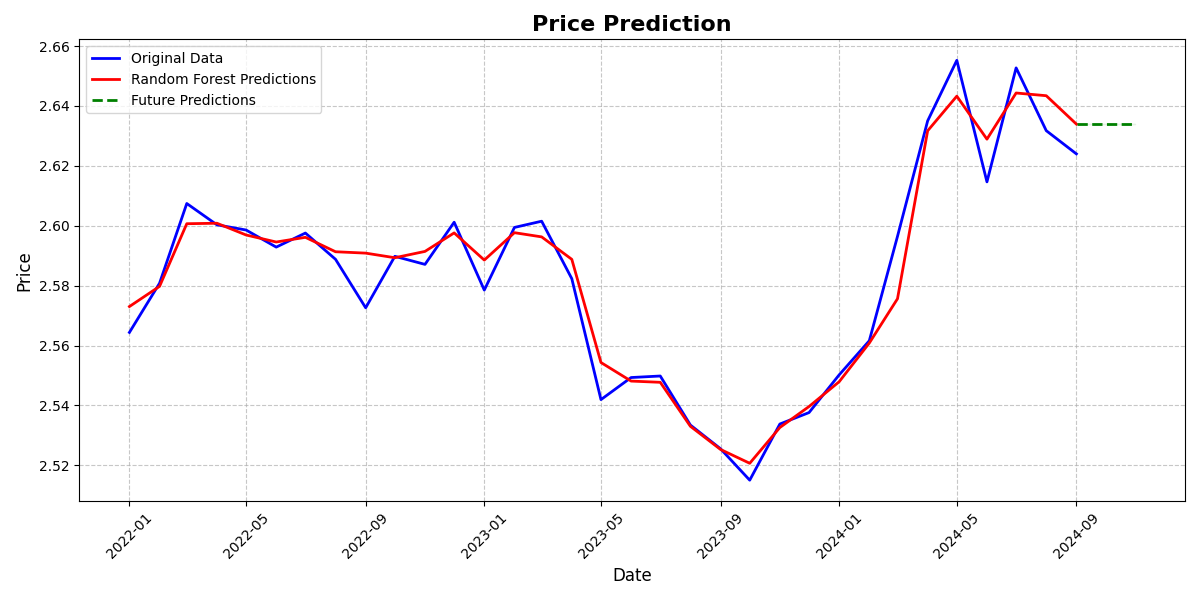 Price Prediction
Original Data
Random Forest Predictions
Future Predictions
Price
2.66
2.64
2.62
2.60
2.58
2.56
2.54
2.52
2022-01
2022-05
2022-09
2023-01
2023-05
2023-09
2024-01
2024-05
2024-09
Date